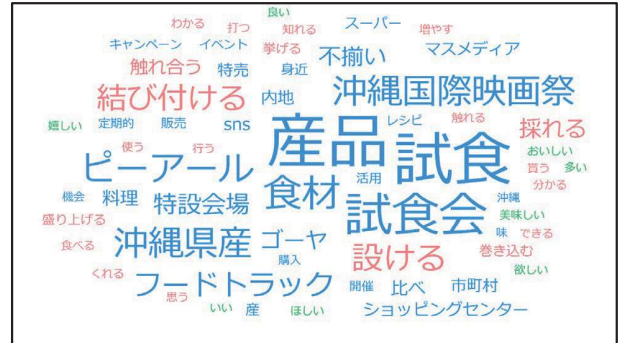 良い
わかる 打つ 知れる スーパー 増やす
キャンペーン イベント 挙げる 不揃い マスメディア
触れ合う 特売 身近
結び付ける 内地 沖縄国際映画祭
嬉しい 定期的 販売 sns 産品 レシピ 触れる 採れる
使う 行う 試食 おいしい
ピーアール 食材 活用 貰う 多い
機会 料理 特設会場 試食会 沖縄 分かる
盛り上げる 美味しい
食べる 沖縄県産 ゴーヤ 設ける 味 できる
購入 巻き込む
くれる フードトラック 開催 比べ 市町村 欲しい
思う
いい 産 ほしい ショッピングセンター